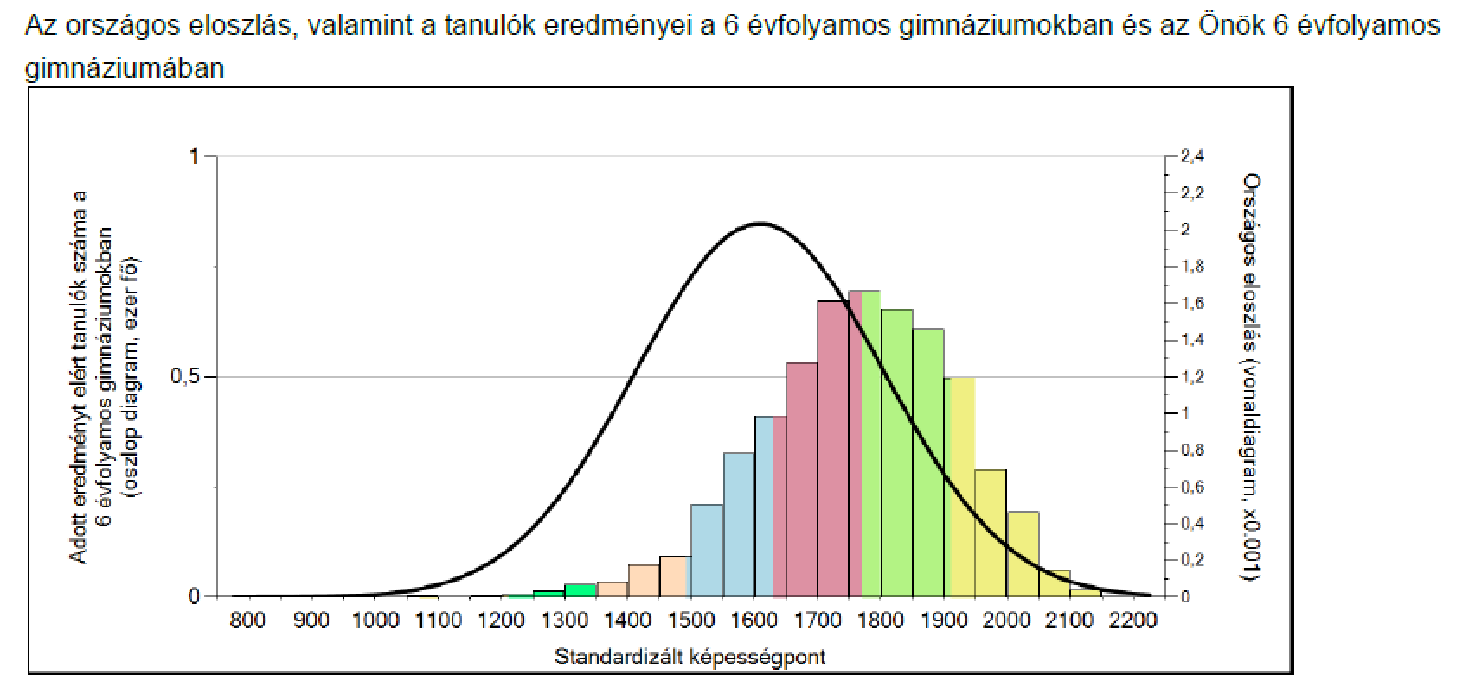 Az országos eloszlás, valamint a tanulók eredményei a 6 évfolyamos gimnáziumokban és az Önök 6 évfolyamos
gimnáziumában
Adott eredményt elért tanulók száma a
6 évfolyamos gimnáziumokban
(oszlop diagram, ezer fő)
1
0,5
0
2,4
2,2
2
1,8
1,6
1,4
1,2
1
0,8
0,6
0,4
0,2
0
Országos eloszlás (vonaldiagram, x0.001)
800 900 1000 1100 1200 1300 1400 1500 1600 1700 1800 1900 2000 2100 2200
Standardizált képességpont